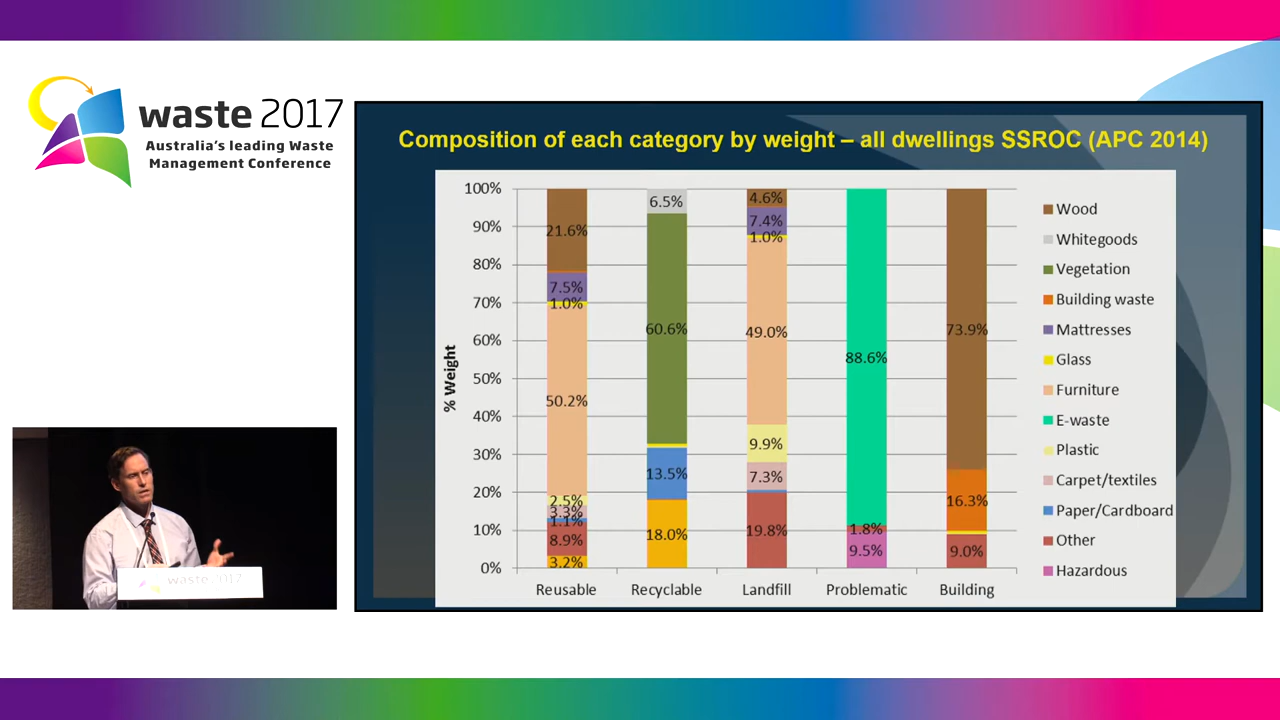 waste 2017
Australia's leading Waste
Management Conference
Composition of each category by weight – all dwellings SSROC (APC 2014)
% Weight
100%
90%
80%
70%
60%
50%
40%
30%
20%
10%
0%
21.6%
7.5%
1.0%
50.2%
2.5%
3.3%
1.1%
8.9%
3.2%
6.5%
60.6%
13.5%
18.0%
4.6%
7.4%
1.0%
49.0%
9.9%
7.3%
19.8%
88.6%
1.8%
9.5%
73.9%
16.3%
9.0%
Reusable
Recyclable
Landfill
Problematic
Building
Wood
Whitegoods
Vegetation
Building waste
Mattresses
Glass
Furniture
E-waste
Plastic
Carpet/textiles
Paper/Cardboard
Other
Hazardous
waste 2017